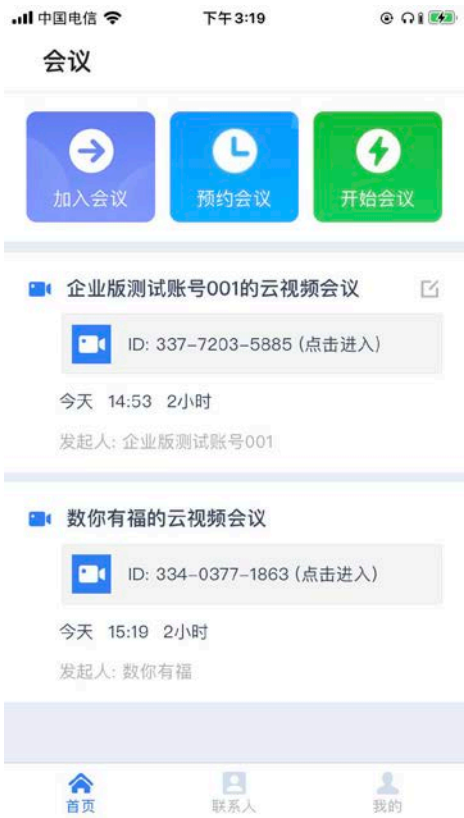 中国电信
下午3:19
会议
加入会议
预约会议
开始会议
企业版测试账号001的云视频会议
ID: 337-7203-5885 (点击进入)
今天 14:53 2小时
发起人: 企业版测试账号001
数你有福的云视频会议
ID: 334-0377-1863 (点击进入)
今天 15:19 2小时
发起人: 数你有福
首页
联系人
我的